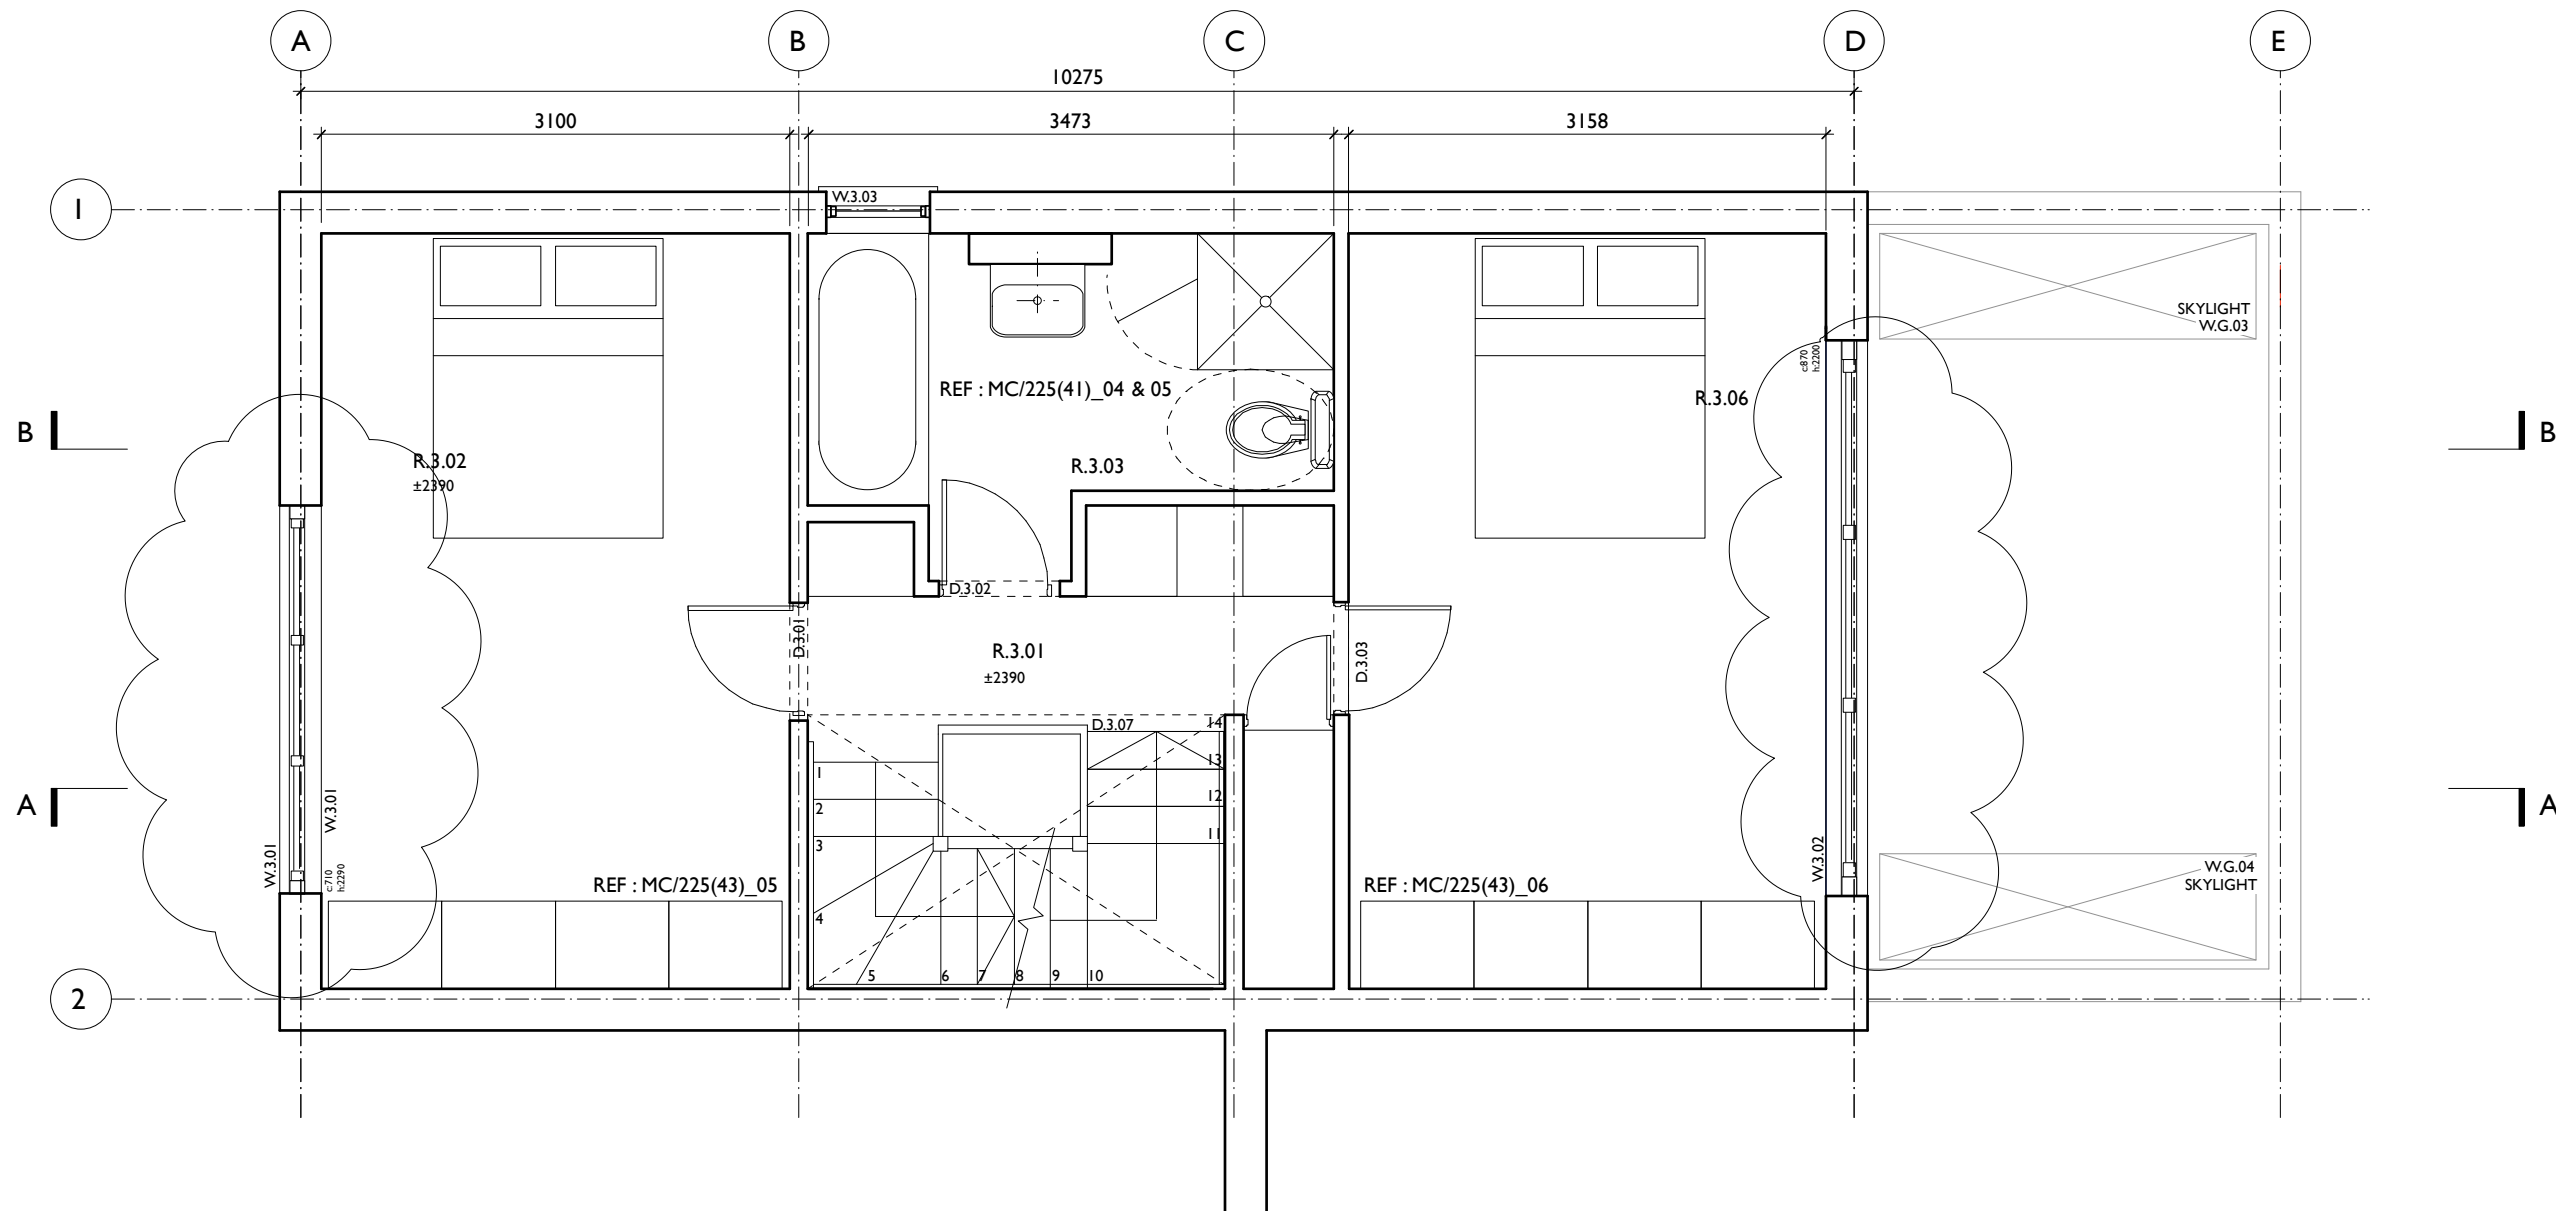 A
B
C
D
E
10275
3100
3473
3158
1
W.3.03
SKYLIGHT
W.G.03
c:870
h:2200
REF : MC/225(41)_04 & 05
R.3.06
B
B
R.3.02
±2390
R.3.03
D.3.02
D.3.01
R.3.01
±2390
D.3.03
D.3.07
14
1
13
2
12
A
A
W.3.01
W.3.01
3
11
W.3.02
c:710
h:2290
REF : MC/225(43)_05
REF : MC/225(43)_06
W.G.04
SKYLIGHT
4
5
6
7
8
9
10
2